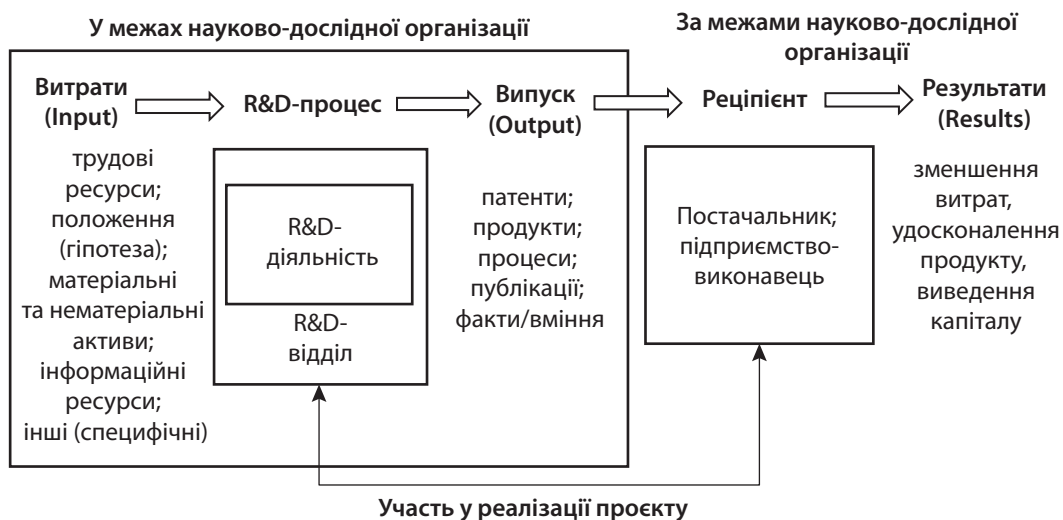 У межах науково-дослідної організації
За межами науково-дослідної
організації
Витрати
(Input)
R&D-процес
Випуск
(Output)
Реціпієнт
Результати
(Results)
трудові
ресурси;
положення
(гіпотеза);
матеріальні
та нематеріальні
активи;
інформаційні
ресурси;
інші (специфічні)
R&D-
діяльність
R&D-
відділ
патенти;
продукти;
процеси;
публікації;
факти/вміння
Постачальник;
підприємство-
виконавець
зменшення
витрат,
удосконалення
продукту,
виведення
капіталу
Участь у реалізації проєкту